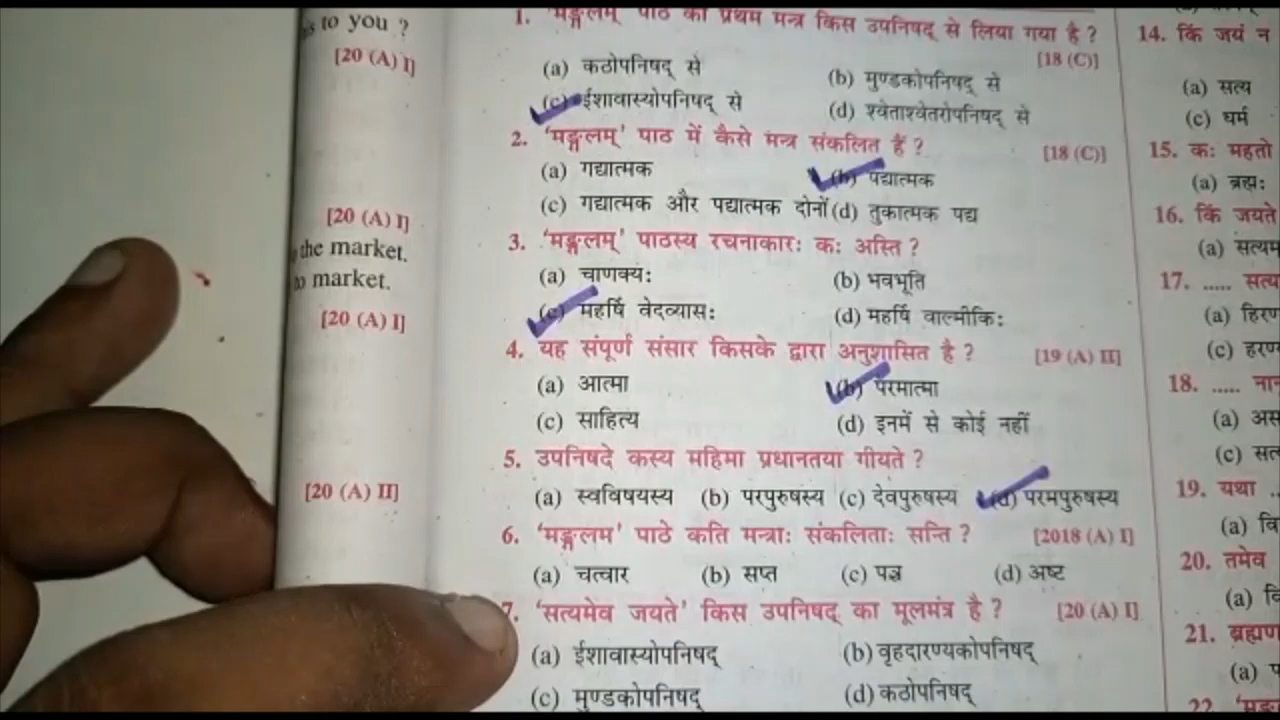 s to you ?
[20 (A) I]
[20 (A) I]
the market.
to market.
[20 (A) I]
[20 (A) II]
1. 'मङ्गलम्' पाठ का प्रथम मन्त्र किस उपनिषद् से लिया गया है ?
[18 (C)]
(a) कठोपनिषद् से (b) मुण्डकोपनिषद् से
(c) ईशावास्योपनिषद् से (d) श्वेताश्वेतरोपनिषद् से
2. 'मङ्गलम्' पाठ में कैसे मन्त्र संकलित हैं ? [18 (C)]
(a) गद्यात्मक (b) पद्यात्मक
(c) गद्यात्मक और पद्यात्मक दोनों (d) तुकात्मक पद्य
3. 'मङ्गलम्' पाठस्य रचनाकारः कः अस्ति ?
(a) चाणक्यः (b) भवभूति
(c) महर्षि वेदव्यासः (d) महर्षि वाल्मीकिः
4. यह संपूर्ण संसार किसके द्वारा अनुशासित है ? [19 (A) II]
(a) आत्मा (b) परमात्मा
(c) साहित्य (d) इनमें से कोई नहीं
5. उपनिषदे कस्य महिमा प्रधानतया गीयते ?
(a) स्वविषयस्य (b) परपुरुषस्य (c) देवपुरुषस्य (d) परमपुरुषस्य
6. 'मङ्गलम' पाठे कति मन्त्राः संकलिताः सन्ति ? [2018 (A) I]
(a) चत्वार (b) सप्त (c) पञ्च (d) अष्ट
7. 'सत्यमेव जयते' किस उपनिषद् का मूलमंत्र है ? [20 (A) I]
(a) ईशावास्योपनिषद् (b) वृहदारण्यकोपनिषद्
(c) मुण्डकोपनिषद् (d) कठोपनिषद्
14. किं जयं न
(a) सत्य
(c) धर्म
15. कः महतो
(a) ब्रह्मः
16. किं जयते
(a) सत्यम
17. ..... सत्य
(a) हिरण
(c) हरण्य
18. ..... नान
(a) अस
(c) सत
19. यथा ..
(a) वि
20. तमेव
(a) वि
21. ब्रह्मण
(a) प
22. 'मङ्ग